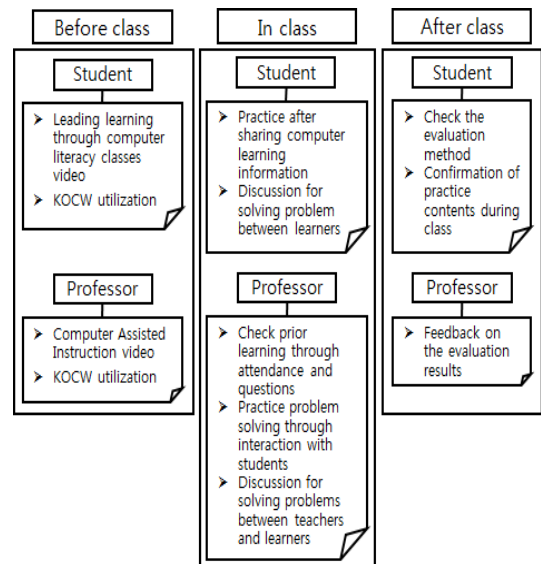 Before class
Student
➢ Leading learning
through computer
literacy classes
video
➢ KOCW utilization
Professor
➢ Computer Assisted
Instruction video
➢ KOCW utilization
In class
Student
➢ Practice after
sharing computer
learning
information
➢ Discussion for
solving problem
between learners
Professor
➢ Check prior
learning through
attendance and
questions
➢ Practice problem
solving through
interaction with
students
➢ Discussion for
solving problems
between teachers
and learners
After class
Student
➢ Check the
evaluation
method
➢ Confirmation of
practice
contents during
class
Professor
➢ Feedback on
the evaluation
results